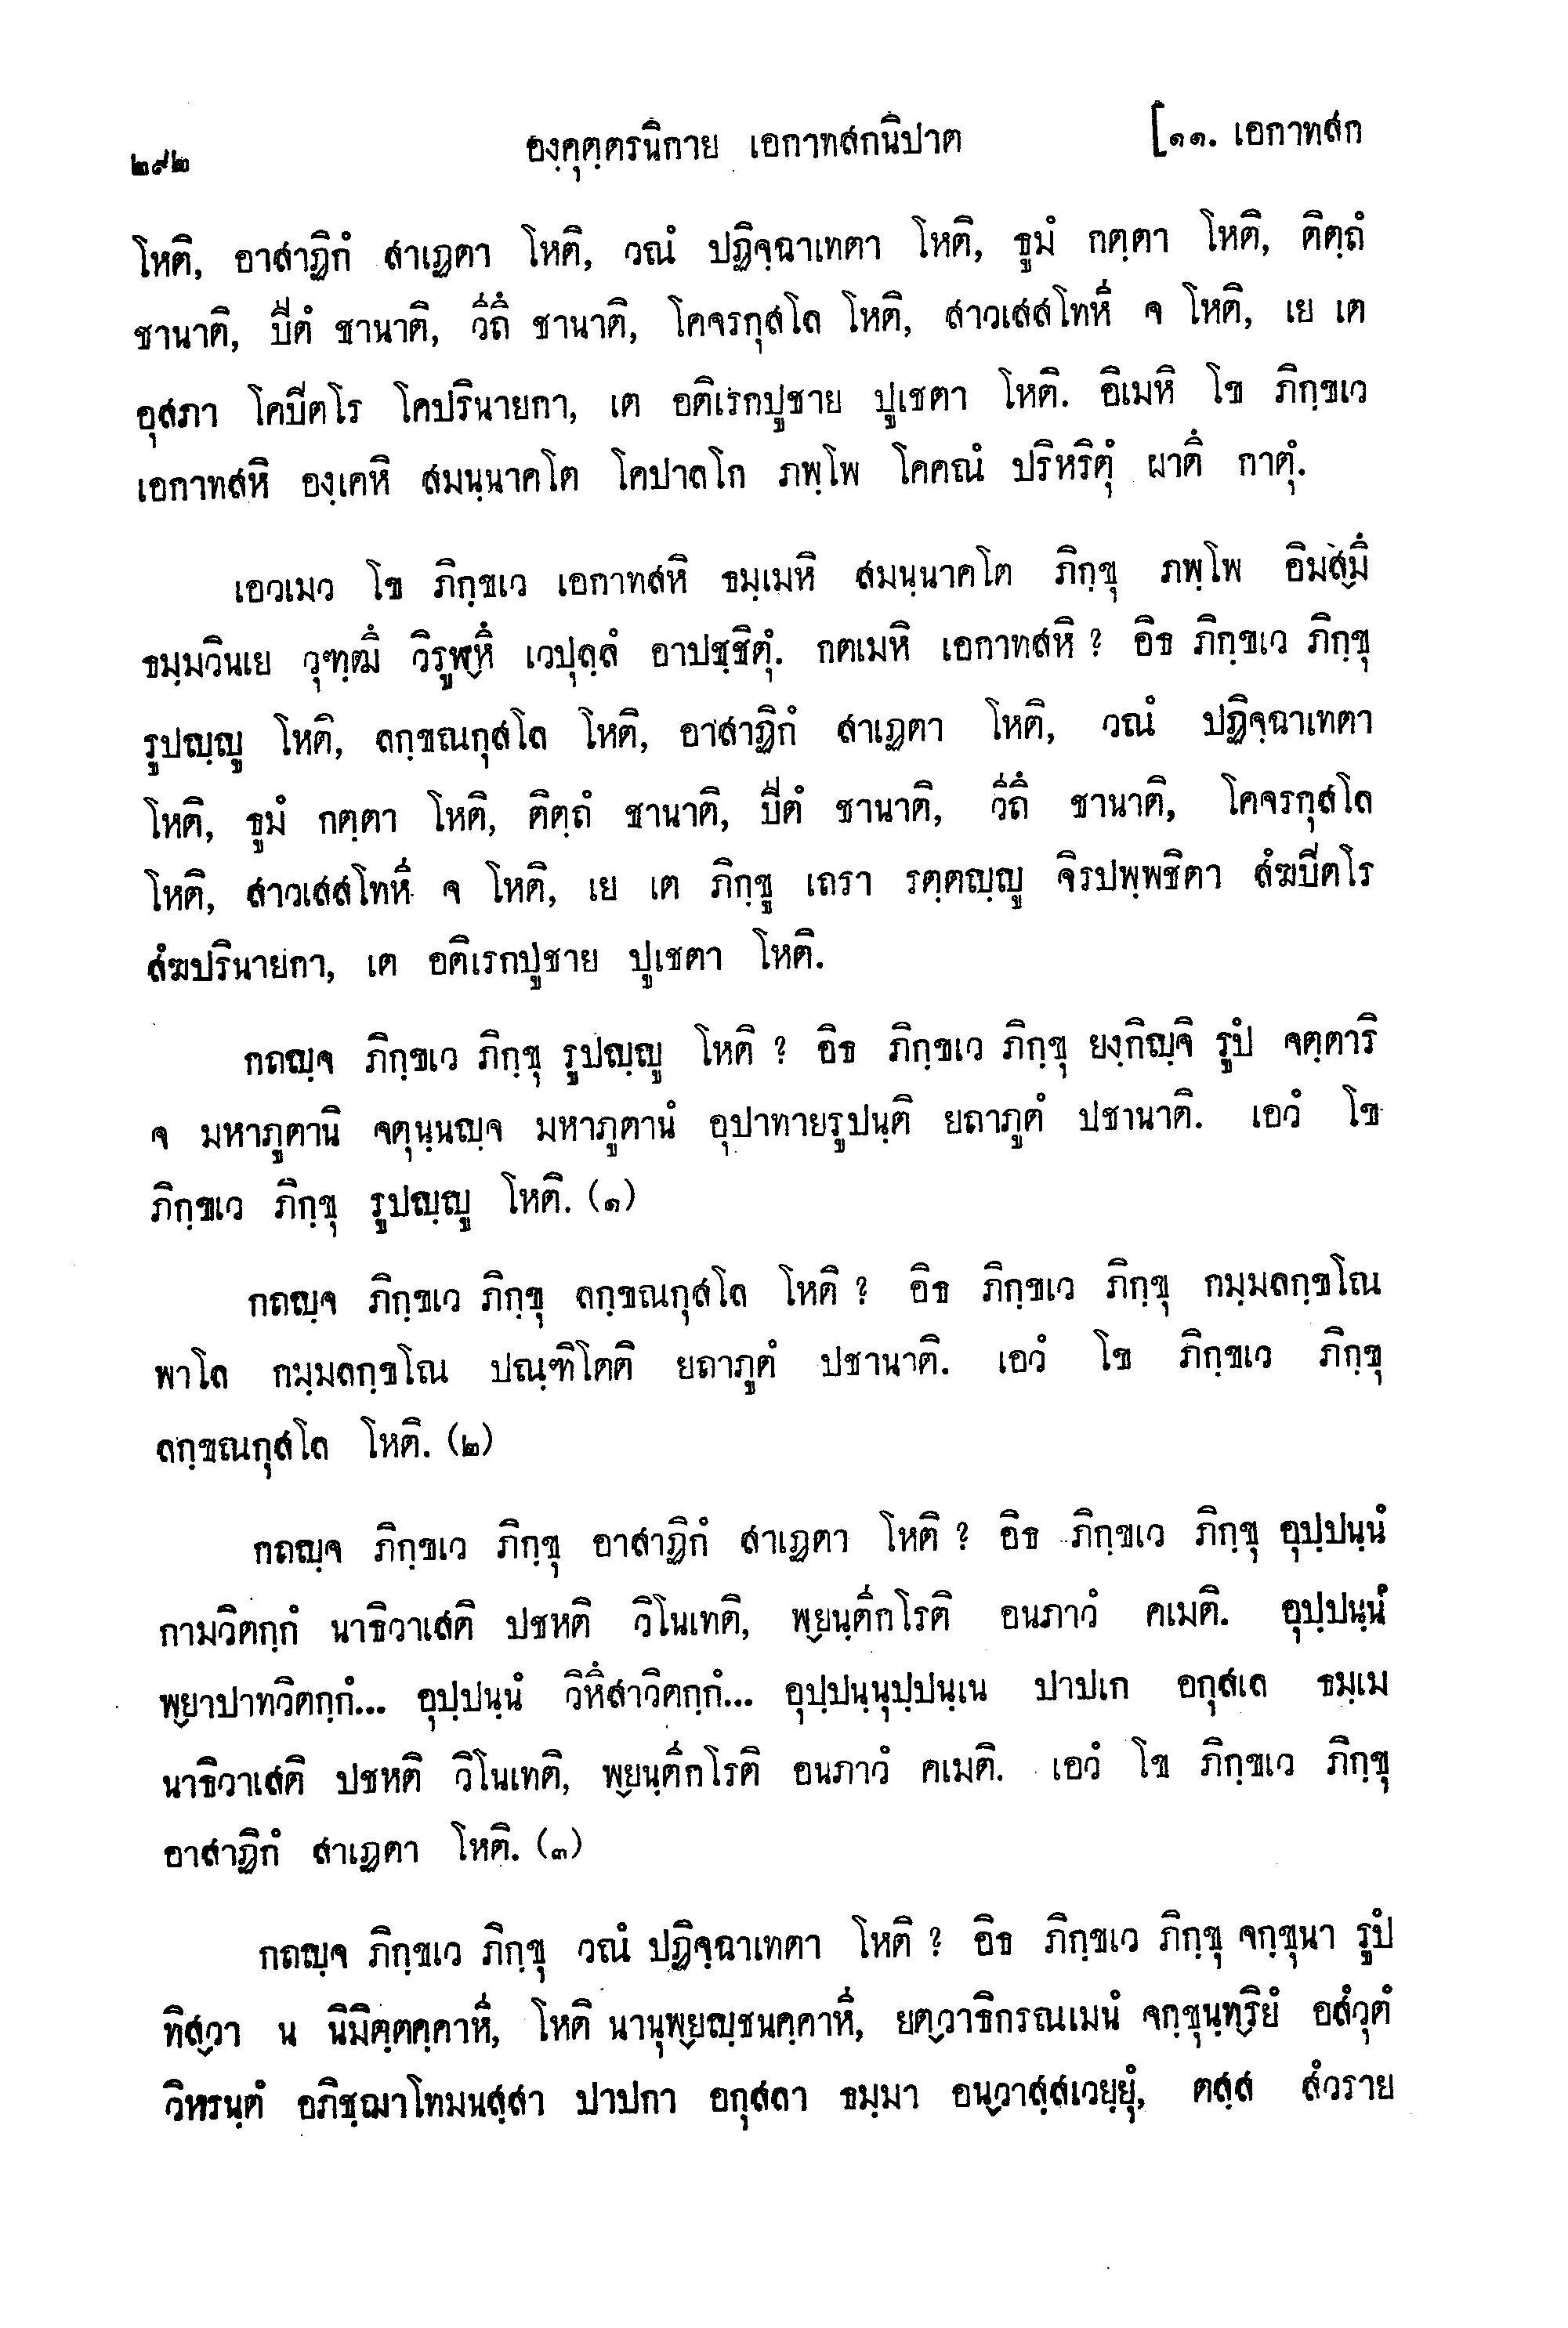 ๒๙๒ องฺคุตฺตรนิกาย เอกาทสกนิปาต [๑๑. เอกาทสก
โหติ, อาสาฏิกํ สาเฏตา โหติ, วณํ ปฏิจฺฉาเทตา โหติ, ธูมํ กตฺตา โหติ, ติตฺถํ
ชานาติ, ปีตํ ชานาติ, วีถึ ชานาติ, โคจรกุสโล โหติ, สาวเสสโทหี จ โหติ, เย เต
อุสภา โคปีตโร โคปรินายกา, เต อติเรกปูชาย ปูเชตา โหติ. อิเมหิ โข ภิกฺขเว
เอกาทสหิ องฺเคหิ สมนฺนาคโต โคปาลโก ภพฺโพ โคคณํ ปริหริตุํ ผาตึ กาตุํ.
เอวเมว โข ภิกฺขเว เอกาทสหิ ธมฺเมหิ สมนฺนาคโต ภิกฺขุ ภพฺโพ อิมสฺมึ
ธมฺมวินเย วุฑฺฒึ วิรูฬฺหึ เวปุลฺลํ อาปชฺชิตุํ. กตเมหิ เอกาทสหิ ? อิธ ภิกฺขเว ภิกฺขุ
รูปญฺญู โหติ, ลกฺขณกุสโล โหติ, อาสาฏิกํ สาเฏตา โหติ, วณํ ปฏิจฺฉาเทตา
โหติ, ธูมํ กตฺตา โหติ, ติตฺถํ ชานาติ, ปีตํ ชานาติ, วีถึ ชานาติ, โคจรกุสโล
โหติ, สาวเสสโทหี จ โหติ, เย เต ภิกฺขู เถรา รตฺตญฺญู จิรปพฺพชิตา สํฆปีตโร
สํฆปรินายกา, เต อติเรกปูชาย ปูเชตา โหติ.
กถญฺจ ภิกฺขเว ภิกฺขุ รูปญฺญู โหติ ? อิธ ภิกฺขเว ภิกฺขุ ยงฺกิญฺจิ รูปํ จตฺตาริ
จ มหาภูตานิ จตุนฺนญฺจ มหาภูตานํ อุปาทายรูปนฺติ ยถาภูตํ ปชานาติ. เอวํ โข
ภิกฺขเว ภิกฺขุ รูปญฺญู โหติ. (๑)
กถญฺจ ภิกฺขเว ภิกฺขุ ลกฺขณกุสโล โหติ ? อิธ ภิกฺขเว ภิกฺขุ กมฺมลกฺขโณ
พาโล กมฺมลกฺขโณ ปณฺฑิโตติ ยถาภูตํ ปชานาติ. เอวํ โข ภิกฺขเว ภิกฺขุ
ลกฺขณกุสโล โหติ. (๒)
กถญฺจ ภิกฺขเว ภิกฺขุ อาสาฏิกํ สาเฏตา โหติ ? อิธ ภิกฺขเว ภิกฺขุ อุปฺปนฺนํ
กามวิตกฺกํ นาธิวาเสติ ปชหติ วิโนเทติ, พฺยนฺตีกโรติ อนภาวํ คเมติ. อุปฺปนฺนํ
พฺยาปาทวิตกฺกํ... อุปฺปนฺนํ วิหึสาวิตกฺกํ... อุปฺปนฺนุปฺปนฺเน ปาปเก อกุสเล ธมฺเม
นาธิวาเสติ ปชหติ วิโนเทติ, พฺยนฺตีกโรติ อนภาวํ คเมติ. เอวํ โข ภิกฺขเว ภิกฺขุ
อาสาฏิกํ สาเฏตา โหติ. (๓)
กถญฺจ ภิกฺขเว ภิกฺขุ วณํ ปฏิจฺฉาเทตา โหติ ? อิธ ภิกฺขเว ภิกฺขุ จกฺขุนา รูปํ
ทิสฺวา น นิมิตฺตคฺคาหี, โหติ นานุพฺยญฺชนคฺคาหี, ยตฺวาธิกรณเมนํ จกฺขุนฺทฺริยํ อสํวุตํ
วิหรนฺตํ อภิชฺฌาโทมนสฺสา ปาปกา อกุสลา ธมฺมา อนฺวาสฺสเวยฺยุํ, ตสฺส สํวราย